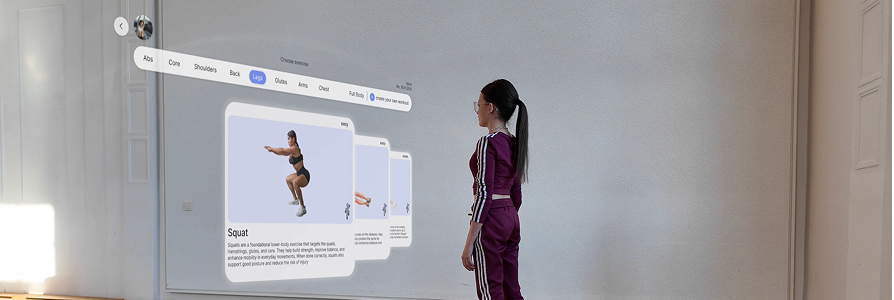 Choose exercise
Abs
Core
Shoulders
Back
Legs
Glutes
Arms
Chest
Full Body
create your own workout
easy
easy
Squat
Squats are a foundational lower-body exercise that targets the quads,
hamstrings, glutes, and core. They help build strength, improve balance, and
enhance mobility in everyday movements. When done correctly, squats also
support good posture and reduce the risk of injury